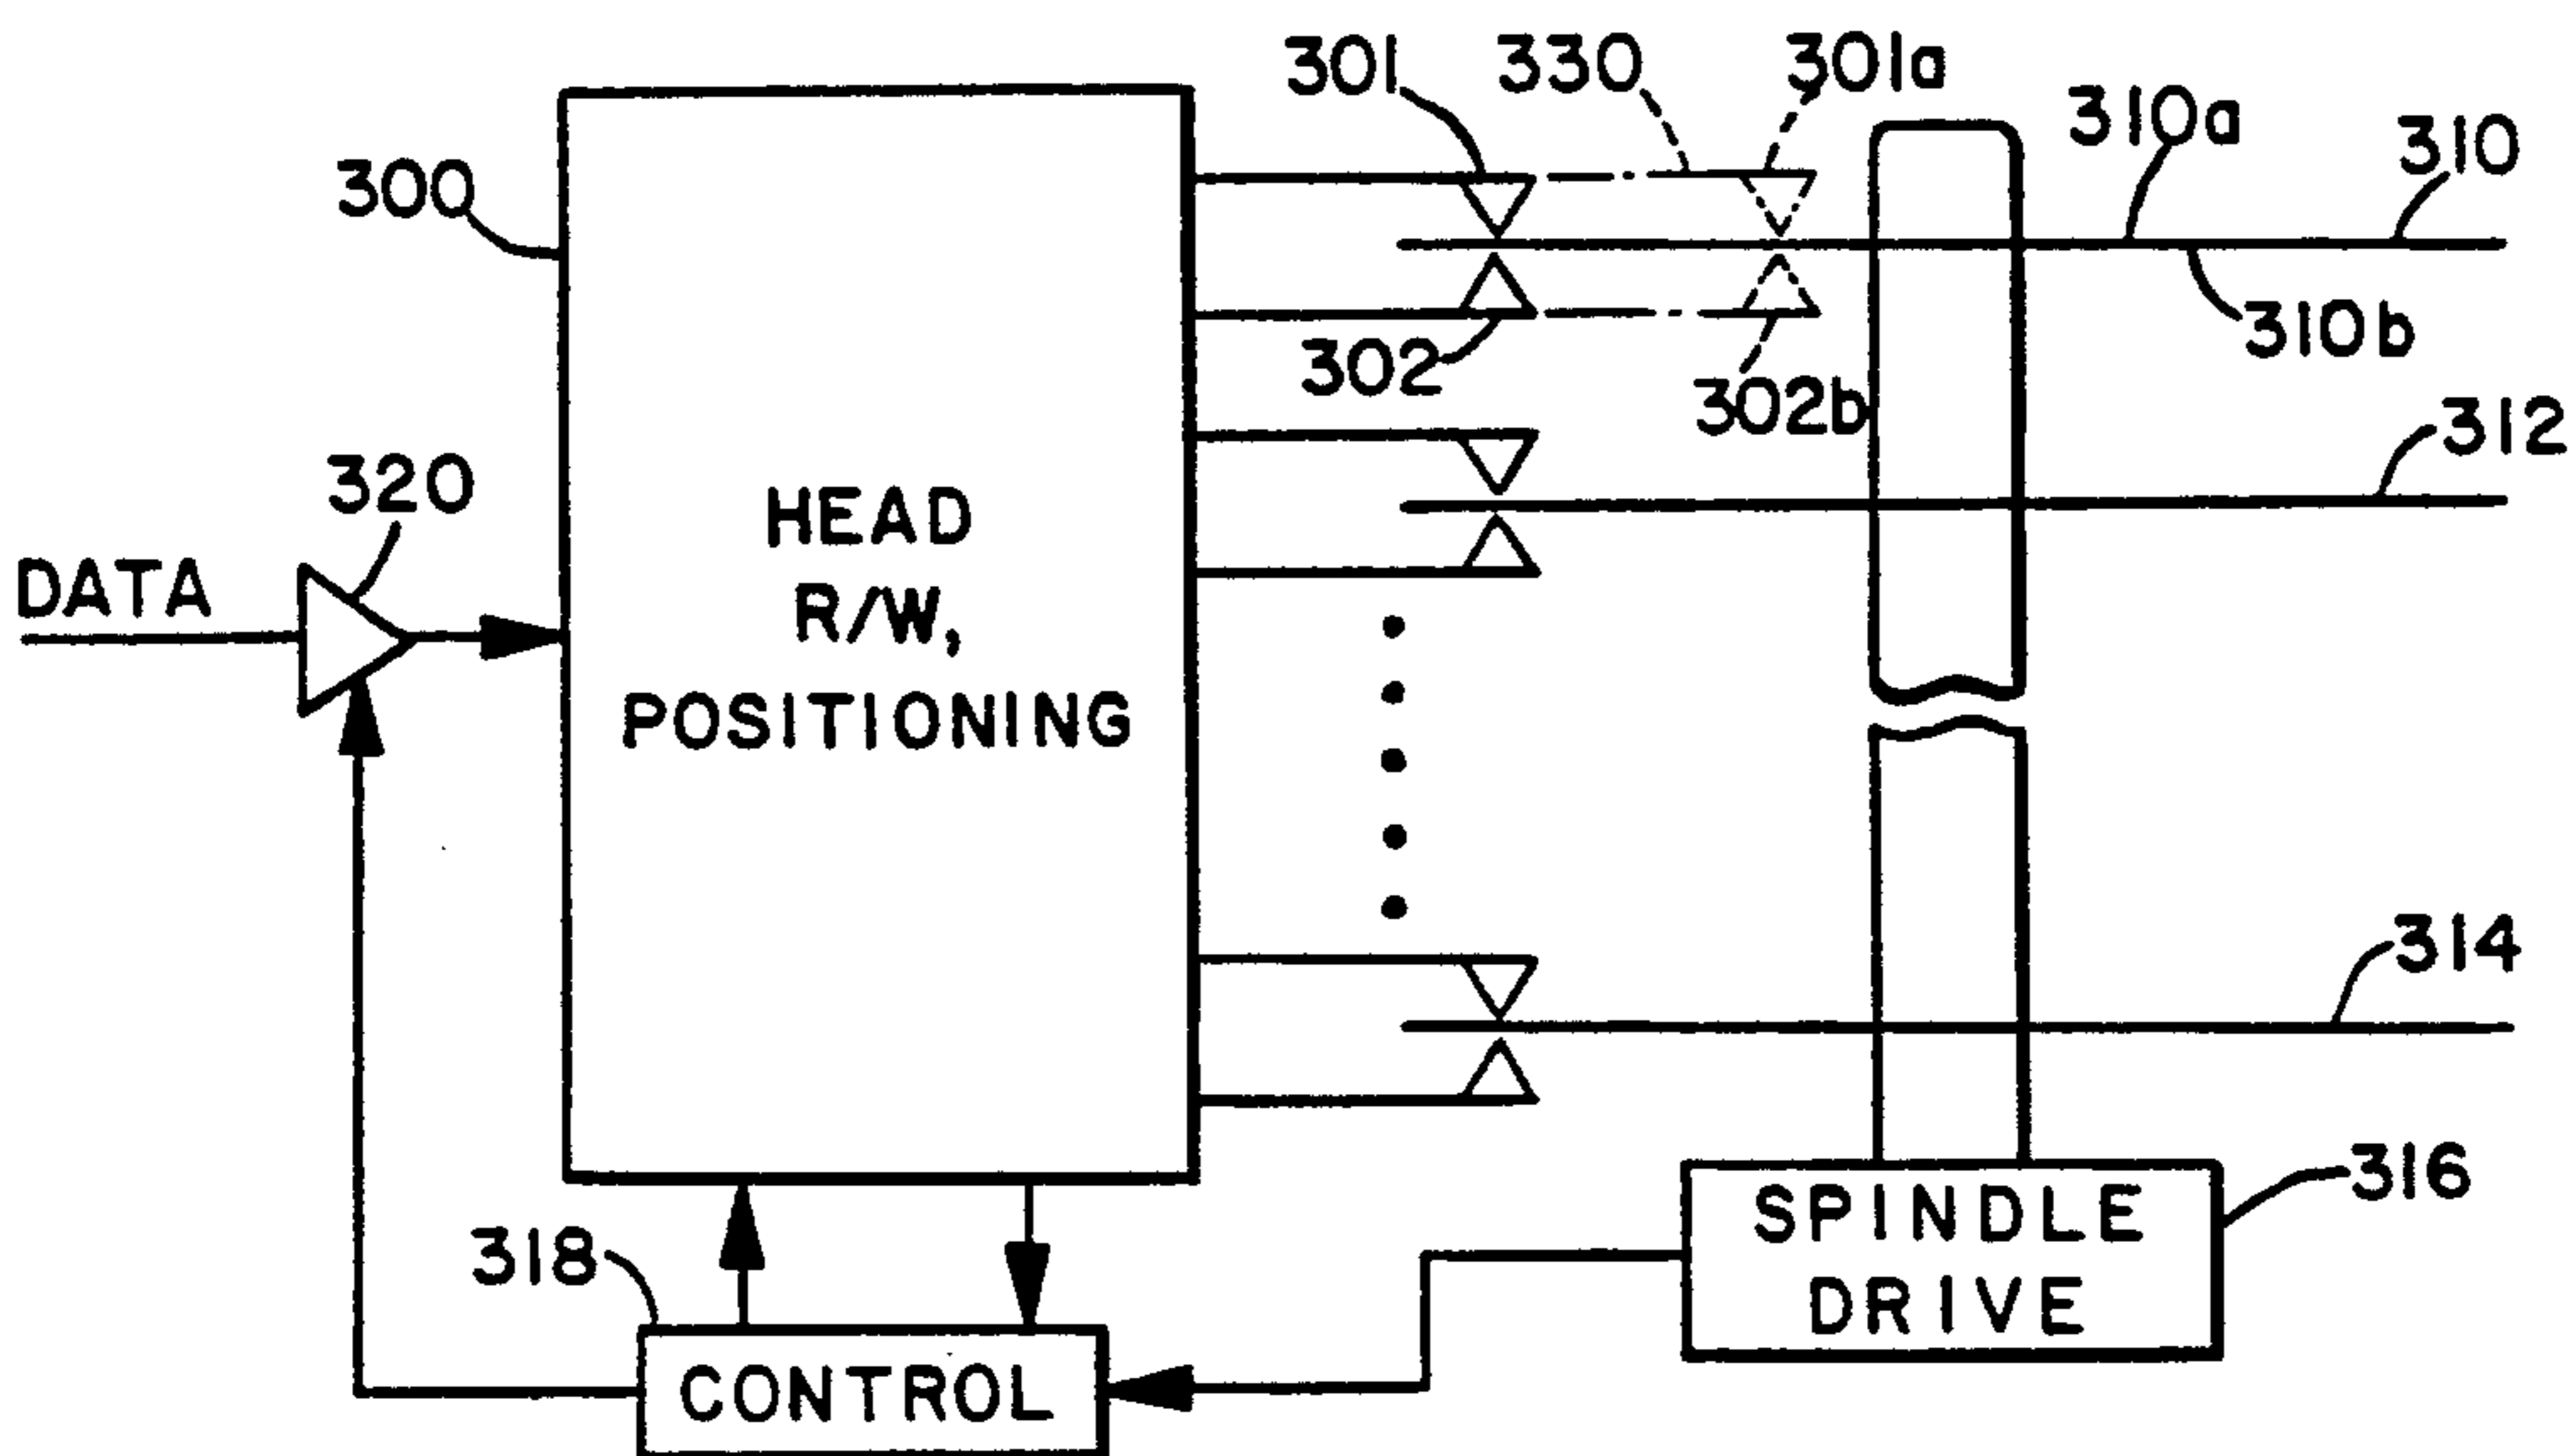 301
330
301a
310a
310
300
310b
302
302b
312
320
HEAD
R/W,
POSITIONING
DATA
314
316
SPINDLE
DRIVE
318
CONTROL